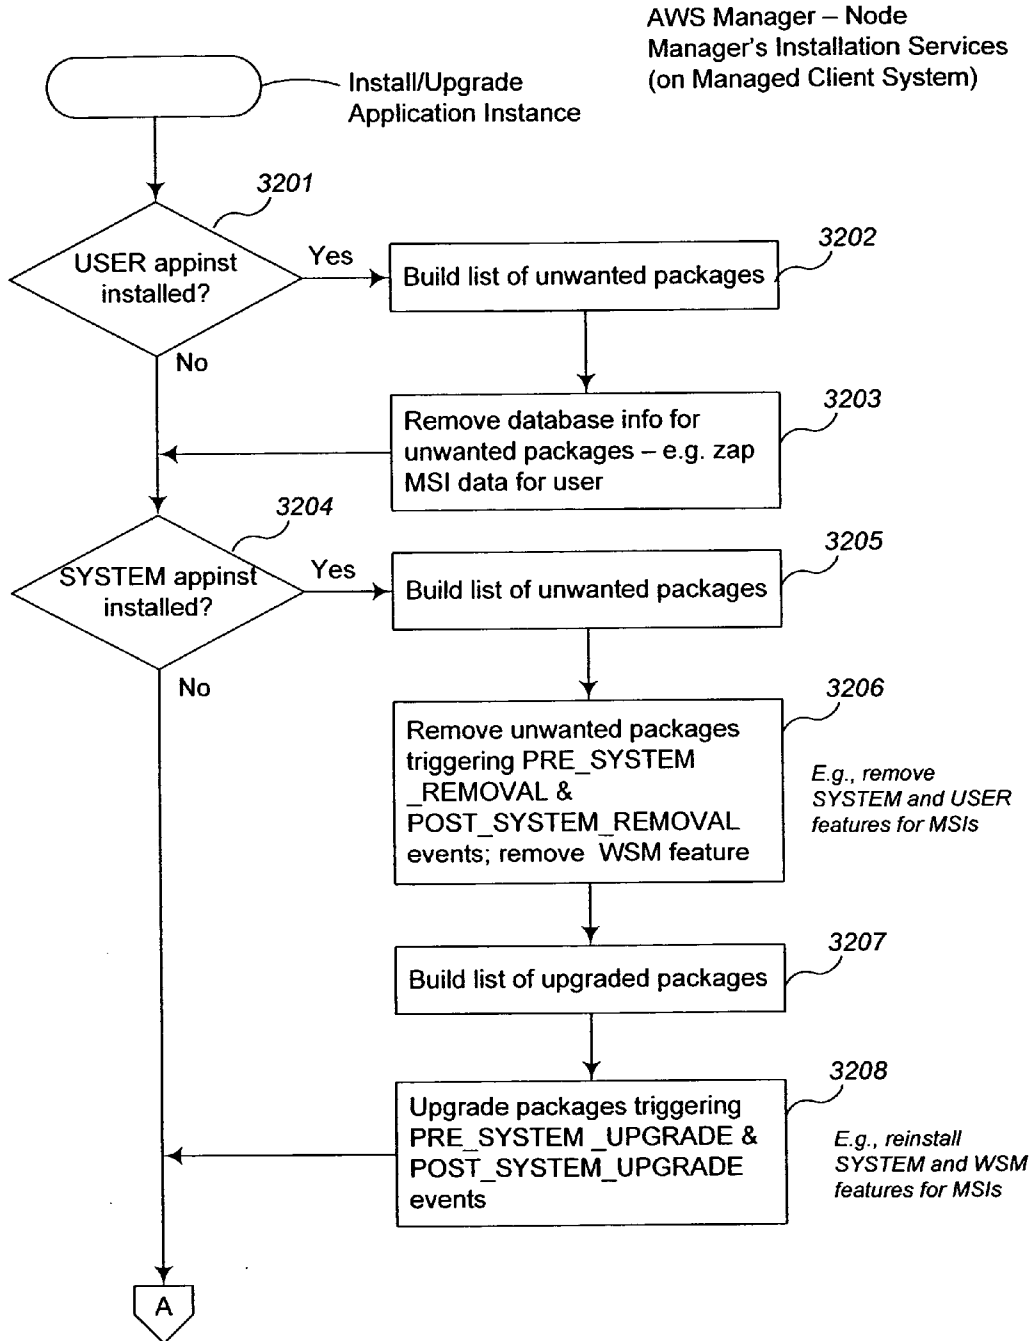 AWS Manager – Node
Manager's Installation Services
(on Managed Client System)
Install/Upgrade
Application Instance
3201
USER appinst
installed?
Yes
No
3202
Build list of unwanted packages
3203
Remove database info for
unwanted packages – e.g. zap
MSI data for user
3204
SYSTEM appinst
installed?
Yes
No
3205
Build list of unwanted packages
3206
Remove unwanted packages
triggering PRE_SYSTEM
_REMOVAL &
POST_SYSTEM_REMOVAL
events; remove WSM feature
E.g., remove
SYSTEM and USER
features for MSIs
3207
Build list of upgraded packages
3208
Upgrade packages triggering
PRE_SYSTEM _UPGRADE &
POST_SYSTEM_UPGRADE
events
E.g., reinstall
SYSTEM and WSM
features for MSIs
A